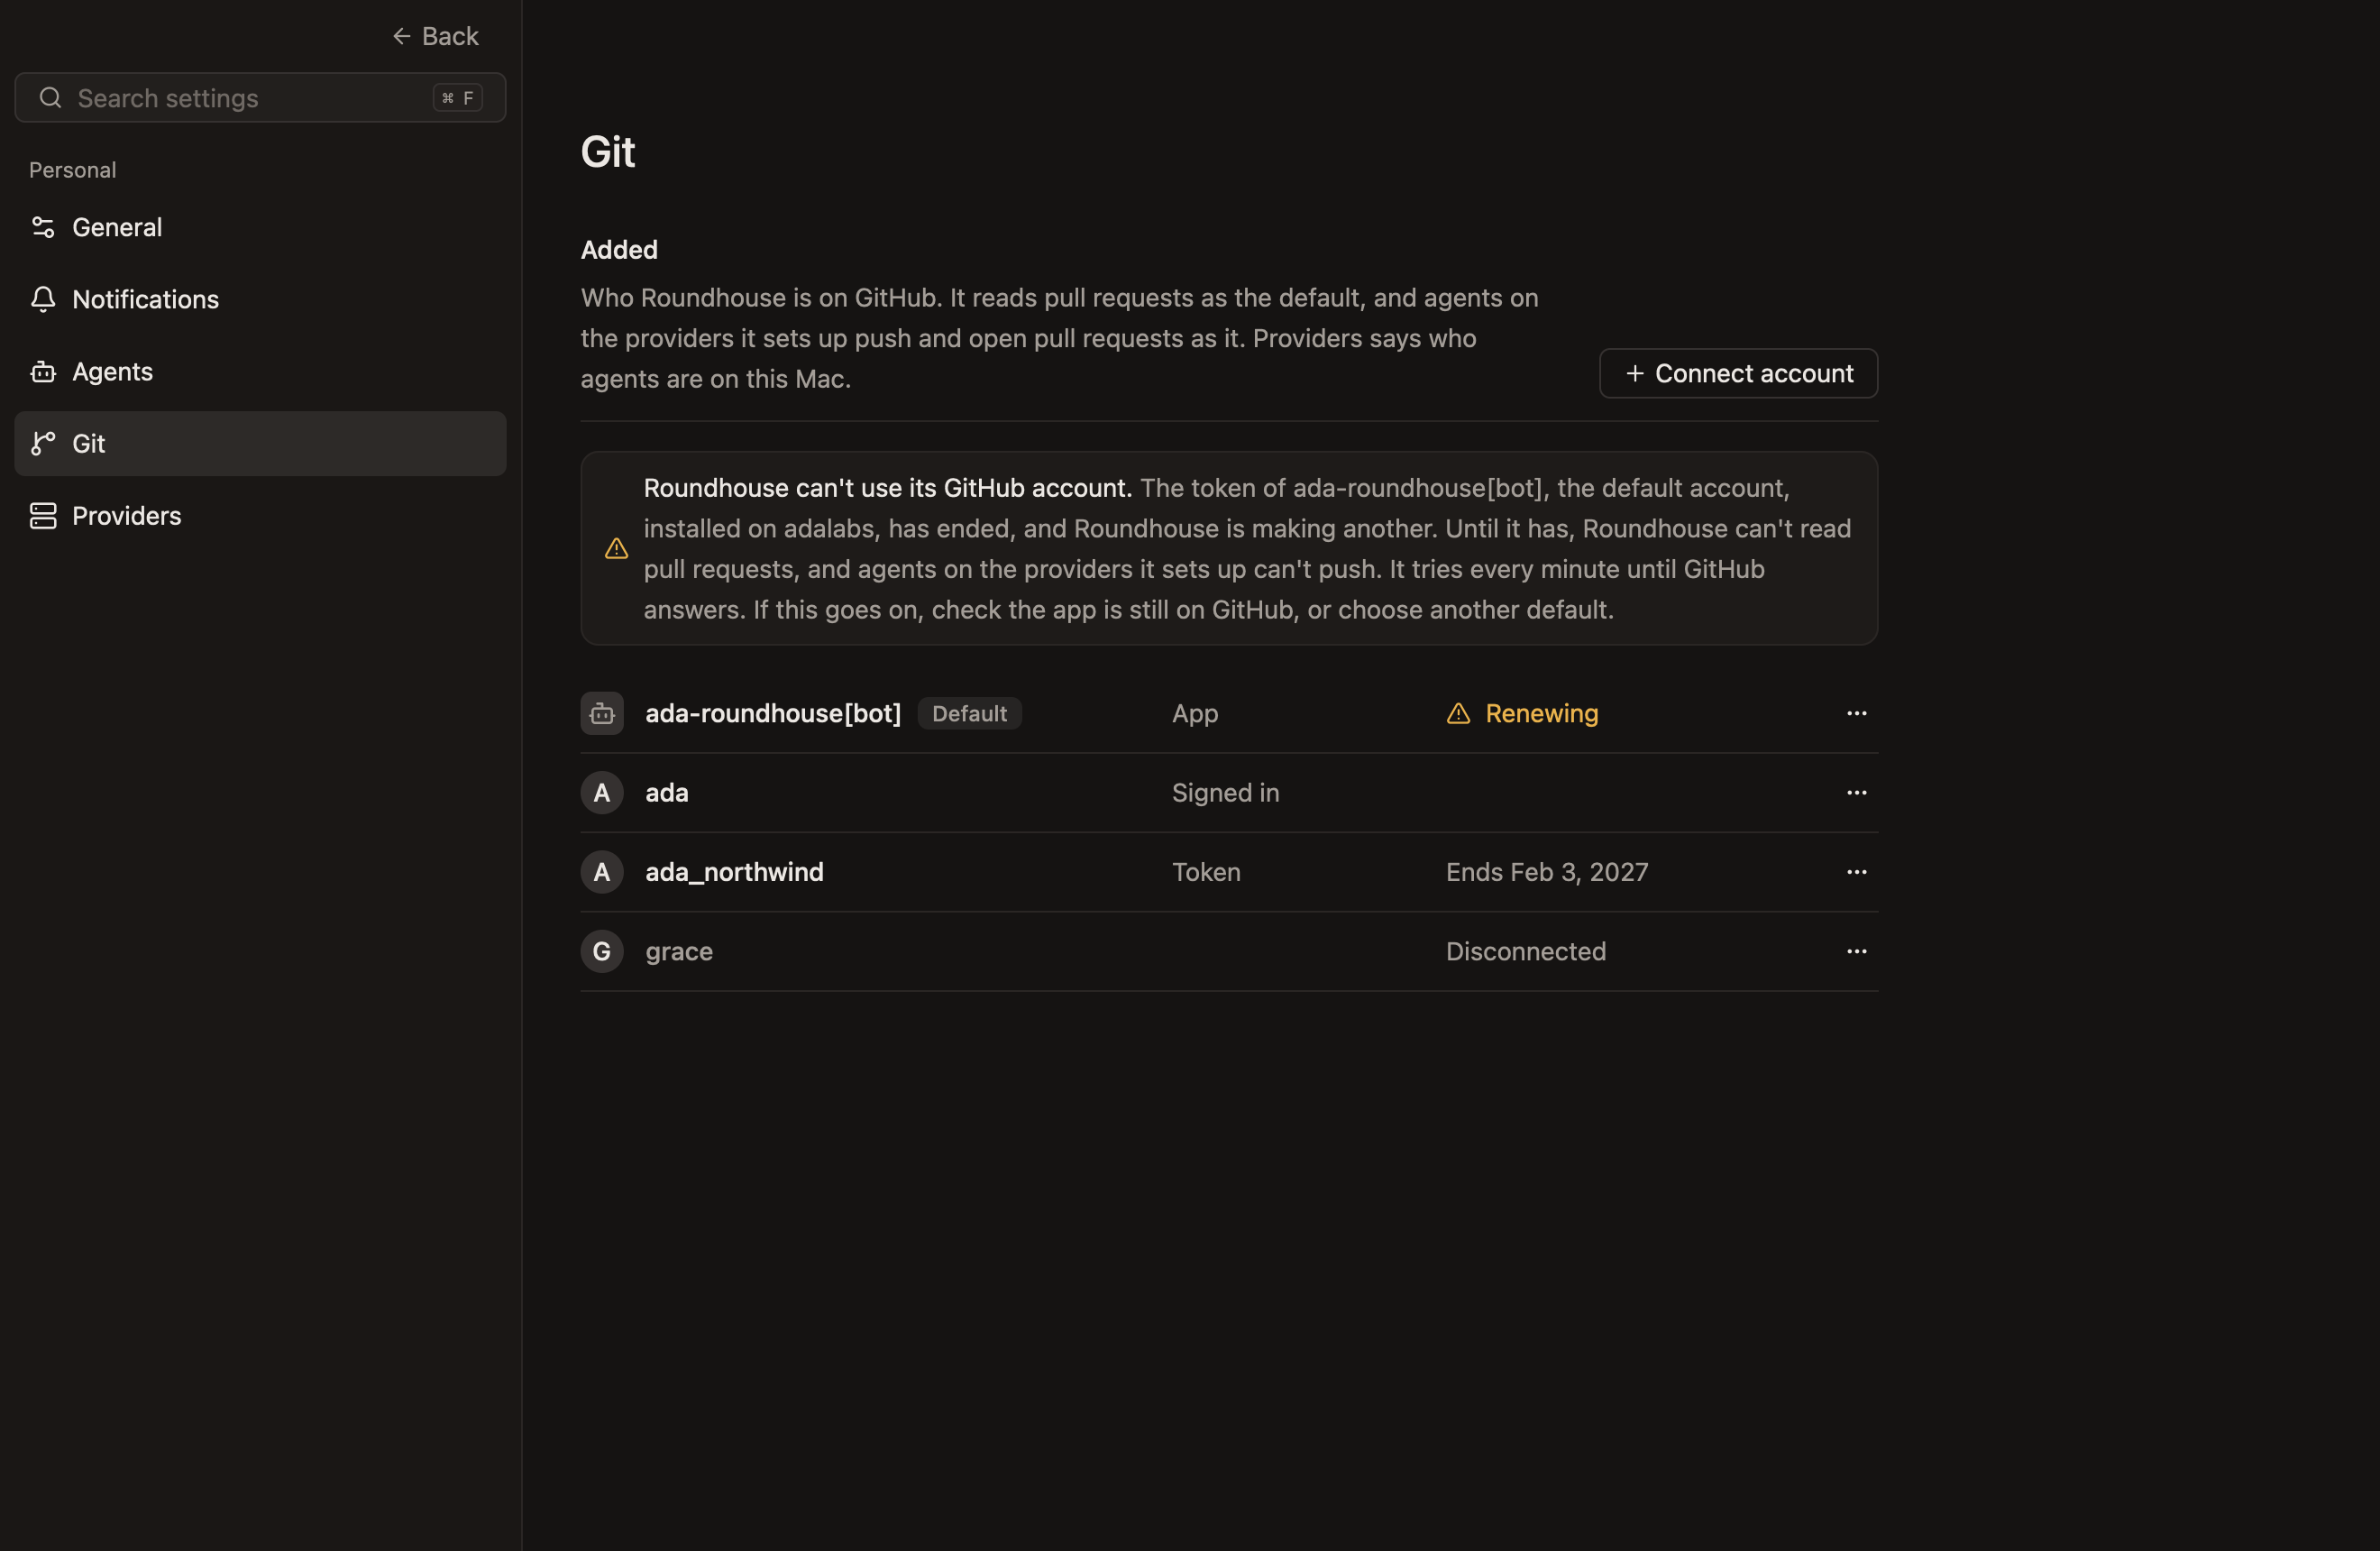 Back
Search settings
⌘ F
Personal
General
Notifications
Agents
Git
Providers
Git
Added
Who Roundhouse is on GitHub. It reads pull requests as the default, and agents on
the providers it sets up push and open pull requests as it. Providers says who
agents are on this Mac.
Connect account
Roundhouse can't use its GitHub account. The token of ada-roundhouse[bot], the default account,
installed on adalabs, has ended, and Roundhouse is making another. Until it has, Roundhouse can't read
pull requests, and agents on the providers it sets up can't push. It tries every minute until GitHub
answers. If this goes on, check the app is still on GitHub, or choose another default.
ada-roundhouse[bot] Default App Renewing
A ada Signed in
A ada_northwind Token Ends Feb 3, 2027
G grace Disconnected